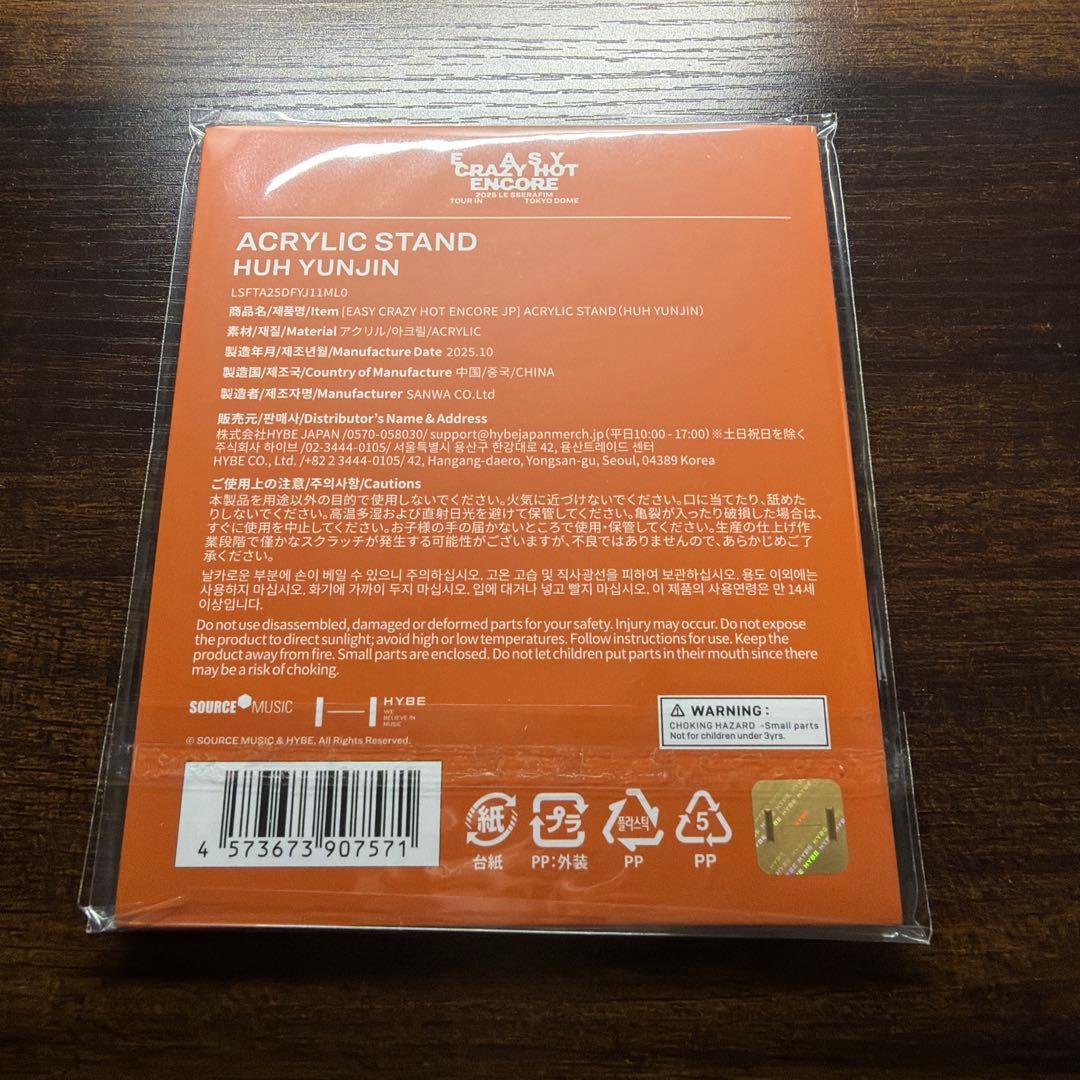 EASY
CRAZY HOT
ENCORE
2025 LE SSERAFIM
TOUR IN TOKYO DOME
ACRYLIC STAND
HUH YUNJIN
LSFTA25DFYJ11ML0
商品名/제품명/Item [EASY CRAZY HOT ENCORE JP] ACRYLIC STAND (HUH YUNJIN)
素材/재질/Material アクリル/아크릴/ACRYLIC
製造年月/제조년월/Manufacture Date 2025.10
製造国/제조국/Country of Manufacture 中国/중국/CHINA
製造者/제조자명/Manufacturer SANWA CO.Ltd
販売元/판매사/Distributor's Name & Address
株式会社HYBE JAPAN /0570-058030/ support@hybejapanmerch.jp (平日10:00 - 17:00) ※土日祝日を除く
주식회사 하이브 /02-3444-0105/ 서울특별시 용산구 한강대로 42, 용산트레이드 센터
HYBE CO., Ltd. /+82 2 3444-0105/ 42, Hangang-daero, Yongsan-gu, Seoul, 04389 Korea
ご使用上の注意/주의사항/Cautions
本製品を用途以外の目的で使用しないでください。火気に近づけないでください。口に当てたり、舐めた
りしないでください。高温多湿および直射日光を避けて保管してください。亀裂が入ったり破損した場合は、
すぐに使用を中止してください。お子様の手の届かないところで使用・保管してください。生産の仕上げ作
業段階で僅かなスクラッチが発生する可能性がございますが、不良ではありませんので、あらかじめご了
承ください。
날카로운 부분에 손이 베일 수 있으니 주의하십시오. 고온 고습 및 직사광선을 피하여 보관하십시오. 용도 이외에는
사용하지 마십시오. 화기에 가까이 두지 마십시오. 입에 대거나 넣고 빨지 마십시오. 이 제품의 사용연령은 만 14세
이상입니다.
Do not use disassembled, damaged or deformed parts for your safety. Injury may occur. Do not expose
the product to direct sunlight; avoid high or low temperatures. Follow instructions for use. Keep the
product away from fire. Small parts are enclosed. Do not let children put parts in their mouth since there
may be a risk of choking.
SOURCE MUSIC
HYBE
WE
BELIEVE IN
MUSIC
© SOURCE MUSIC & HYBE. All Rights Reserved.
WARNING :
CHOKING HAZARD -Small parts
Not for children under 3yrs.
4 573673 907571
紙
台紙
プラ
PP:外装
플라스틱
PP
5
PP